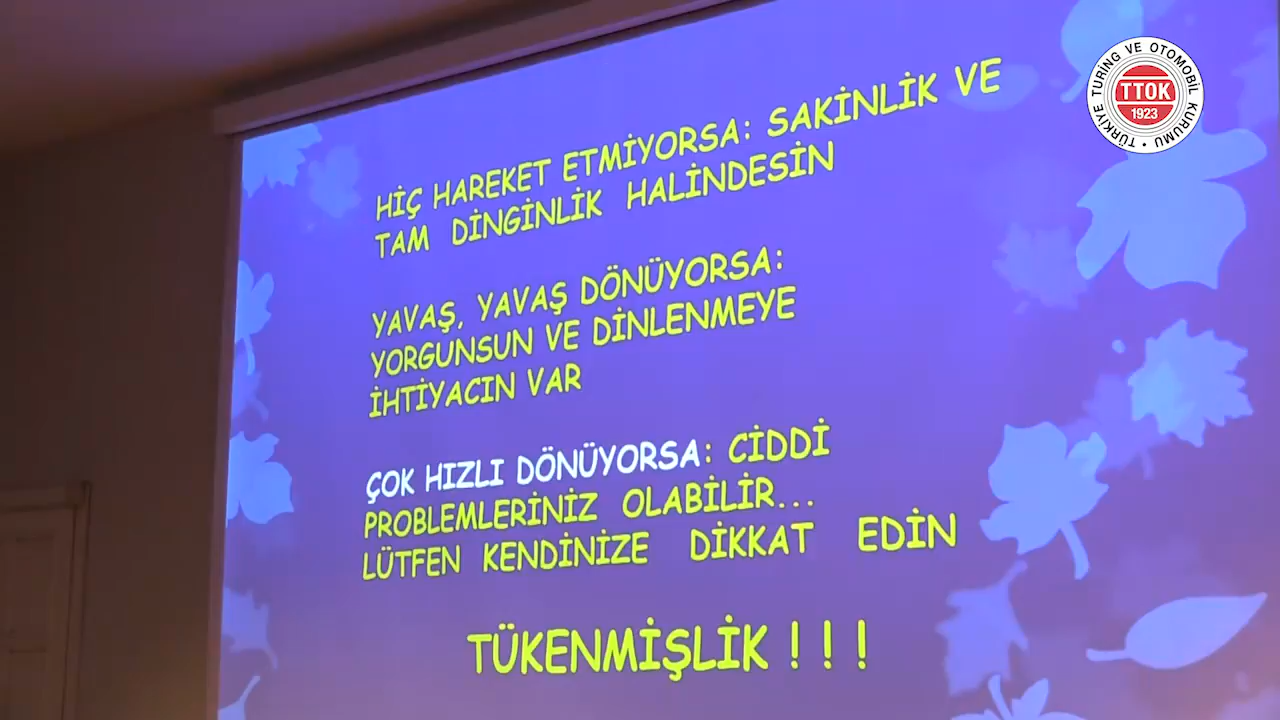 HİÇ HAREKET ETMİYORSA: SAKİNLİK VE
TAM DİNGİNLİK HALİNDESİN
YAVAŞ, YAVAŞ DÖNÜYORSA:
YORGUNSUN VE DİNLENMEYE
İHTİYACIN VAR
ÇOK HIZLI DÖNÜYORSA: CİDDİ
PROBLEMLERİNİZ OLABİLİR...
LÜTFEN KENDİNİZE DİKKAT EDİN
TÜKENMİŞLİK ! ! !
TÜRKİYE TURİNG VE OTOMOBİL KURUMU
TTOK
1923